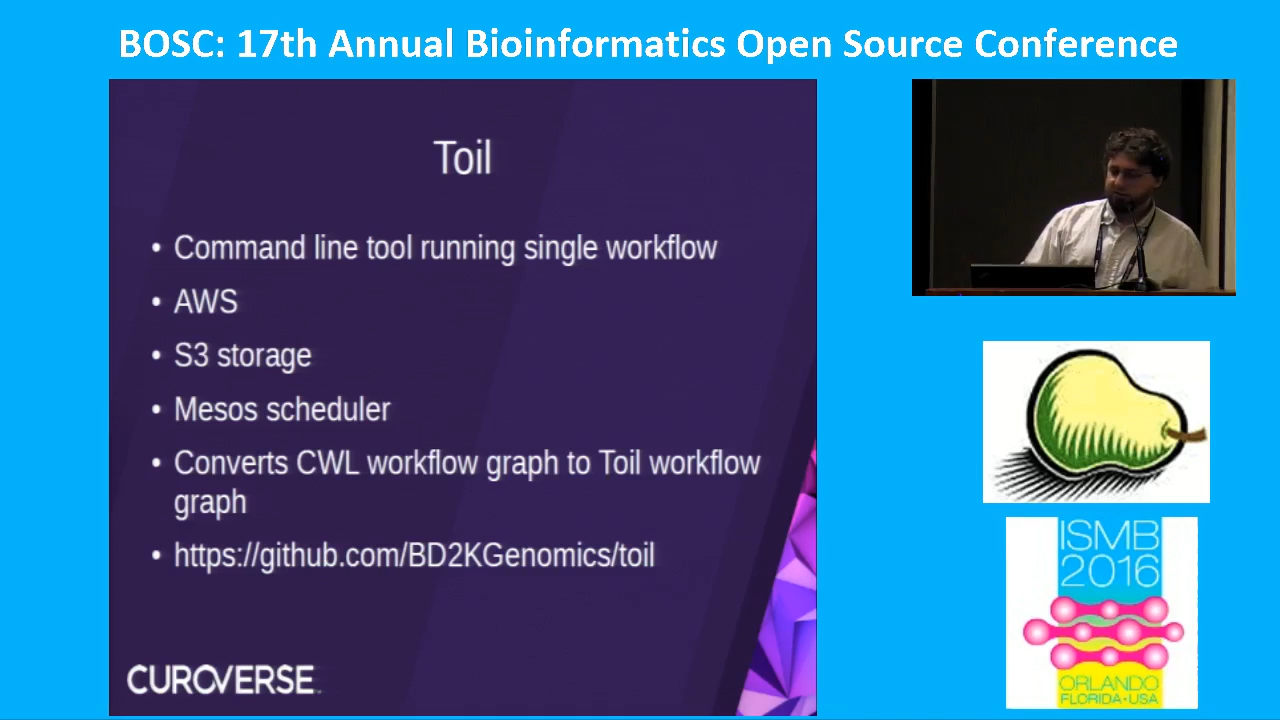 BOSC: 17th Annual Bioinformatics Open Source Conference
Toil
• Command line tool running single workflow
• AWS
• S3 storage
• Mesos scheduler
• Converts CWL workflow graph to Toil workflow
graph
• https://github.com/BD2KGenomics/toil
CUROVERSE
ISMB
2016
ORLANDO
FLORIDA • USA